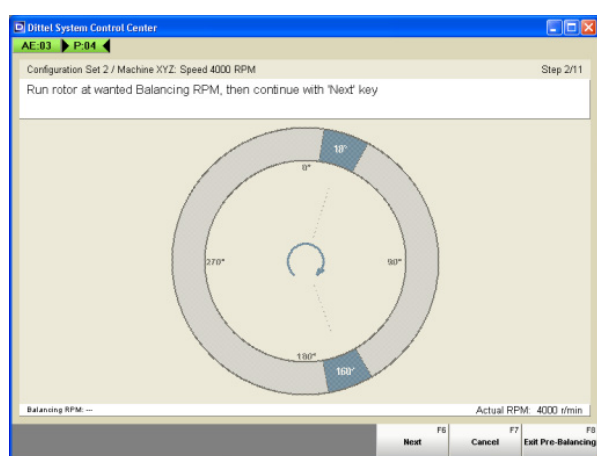 Dittel System Control Center
AE:03 P:04
Configuration Set 2 / Machine XYZ: Speed 4000 RPM Step 2/11
Run rotor at wanted Balancing RPM, then continue with 'Next' key
18°
0°
270° 90°
180°
160°
Balancing RPM: --- Actual RPM: 4000 r/min
F6 F7 F8
Next Cancel Exit Pre-Balancing